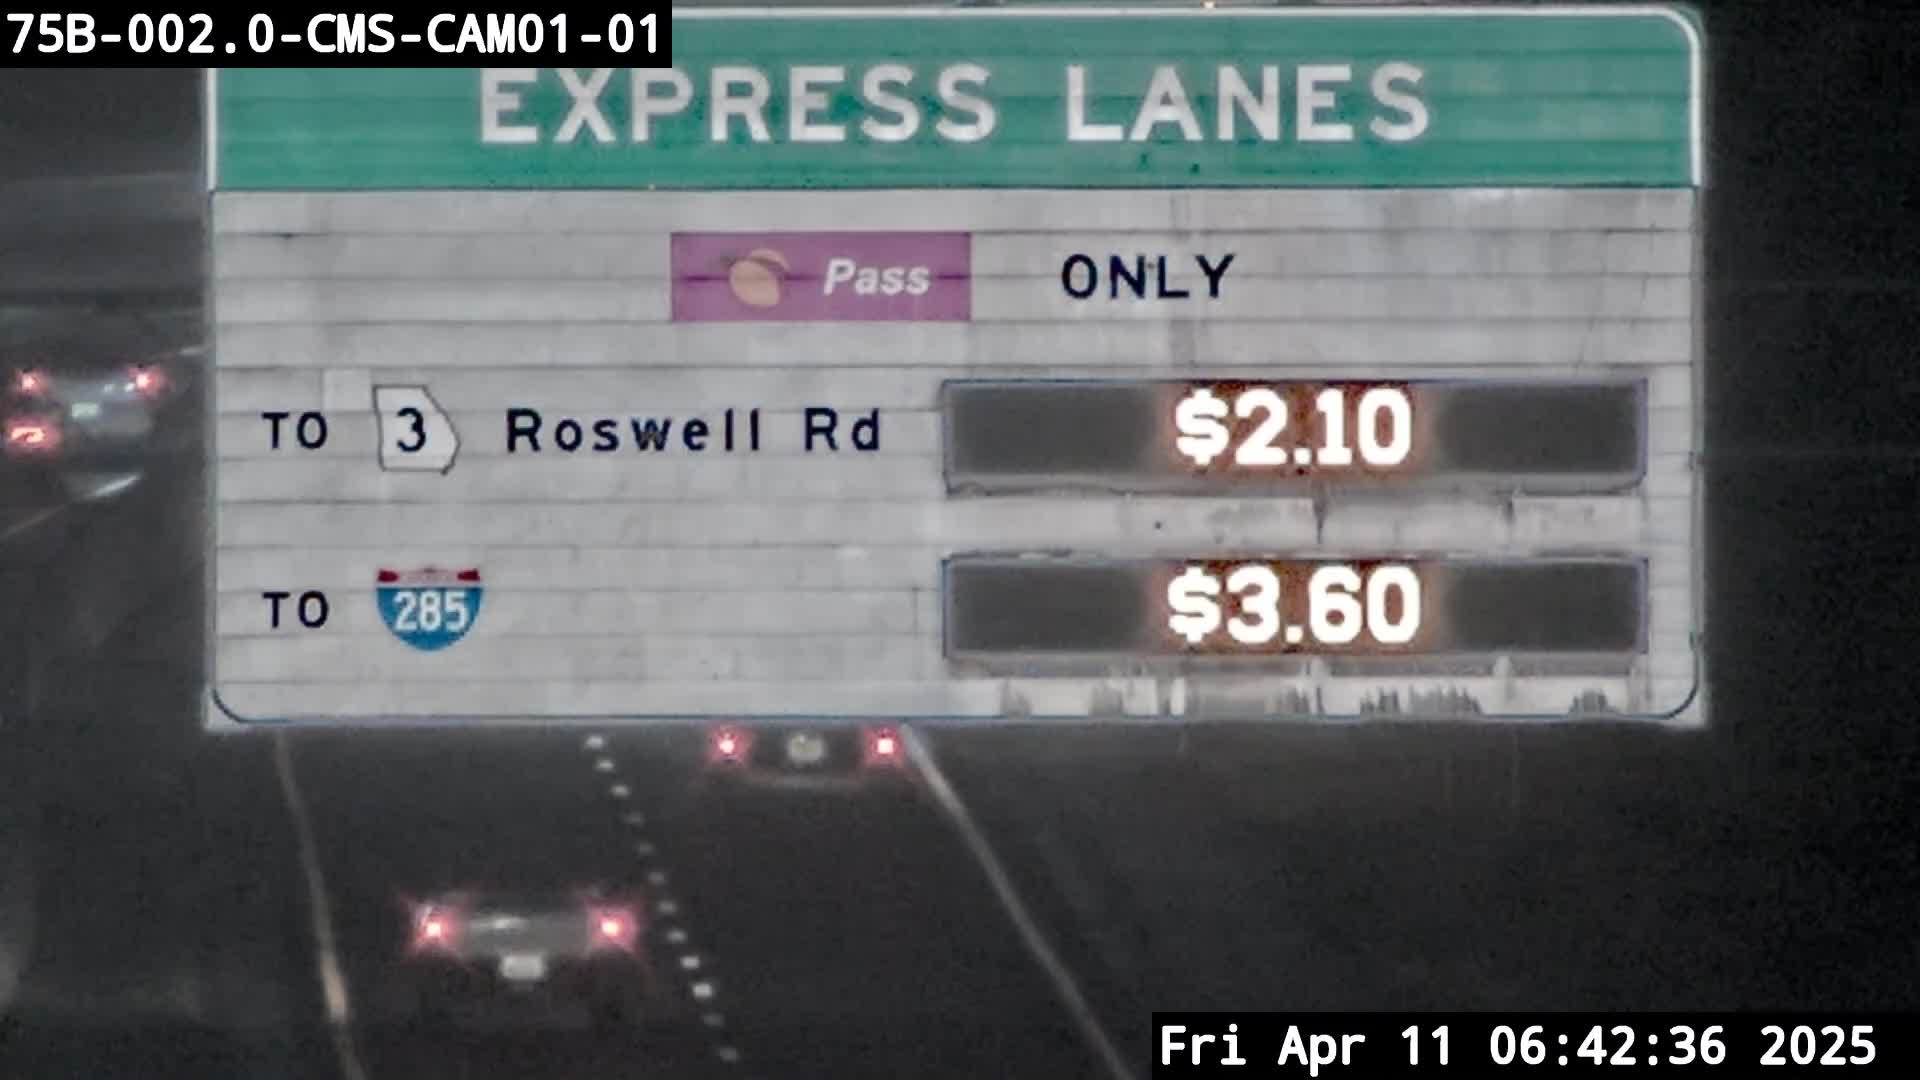 75B-002.0-CMS-CAM01-01
EXPRESS LANES
Pass ONLY
TO 3 Roswell Rd $2.10
TO 285 $3.60
Fri Apr 11 06:42:36 2025